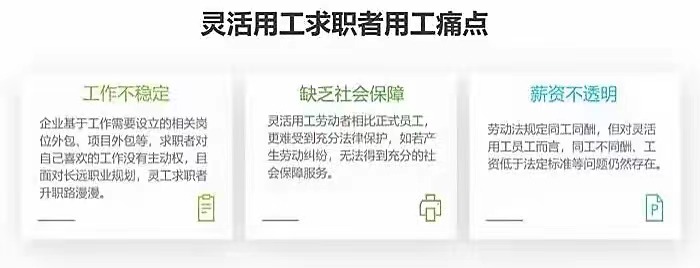 灵活用工求职者用工痛点
工作不稳定
企业基于工作需要设立的相关岗
位外包、项目外包等，求职者对
自己喜欢的工作没有主动权，且
面对长远职业规划，灵工求职者
升职路漫漫。
缺乏社会保障
灵活用工劳动者相比正式员工，
更难受到充分法律保护，如若产
生劳动纠纷，无法得到充分的社
会保障服务。
薪资不透明
劳动法规定同工同酬，但对灵活
用工员工而言，同工不同酬、工
资低于法定标准等问题仍然存在。
P